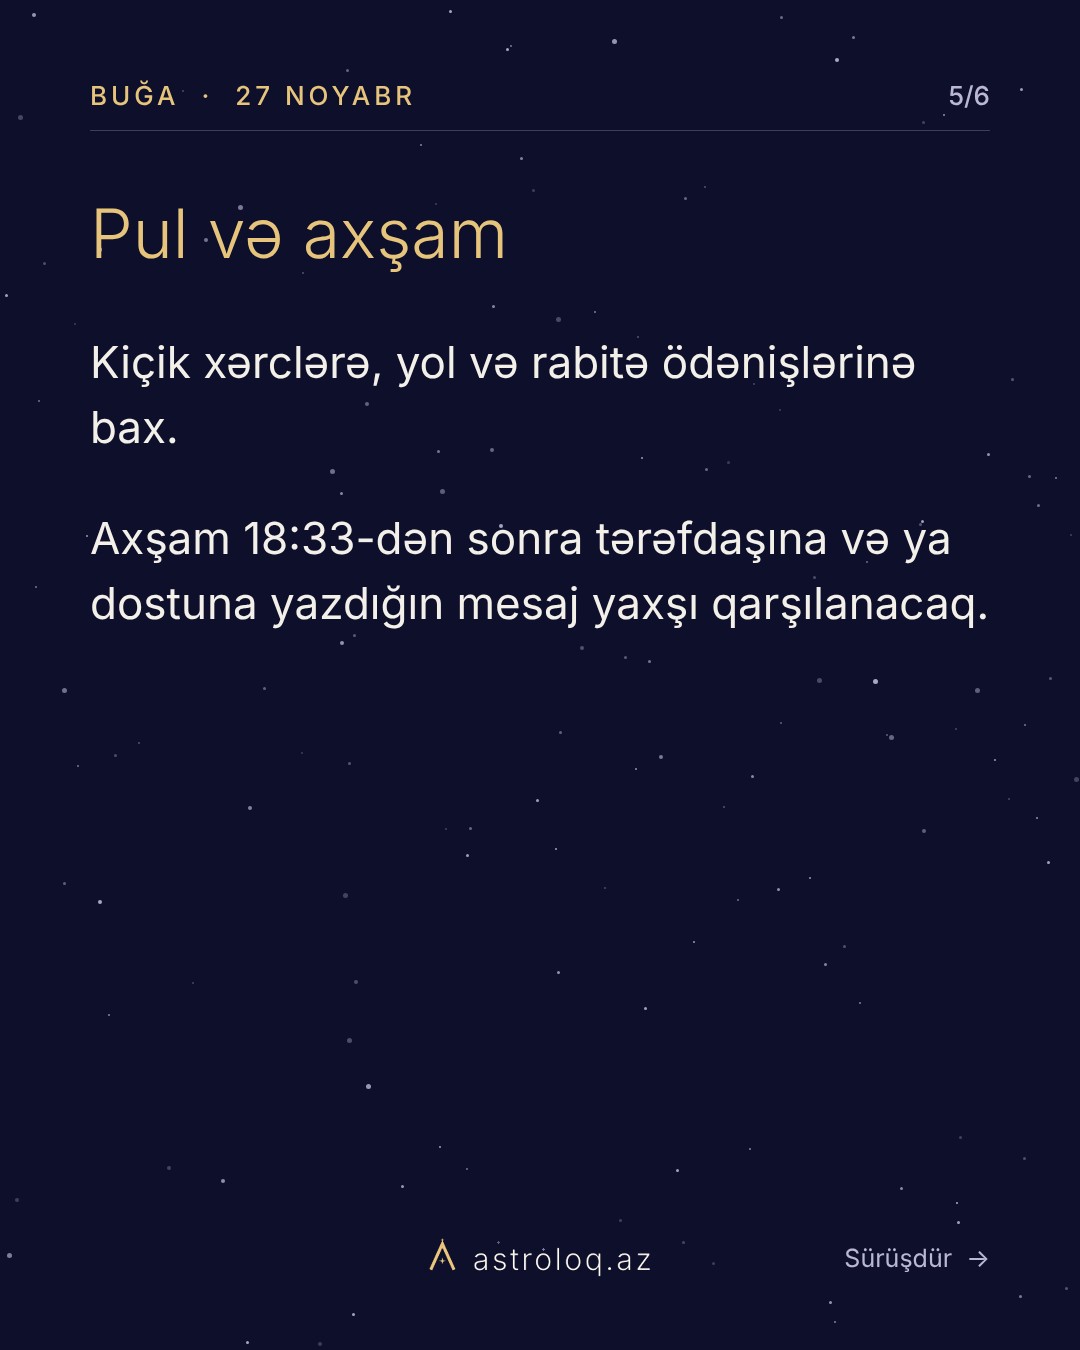 BUĞA · 27 NOYABR
5/6
Pul və axşam
Kiçik xərclərə, yol və rabitə ödənişlərinə
bax.
Axşam 18:33-dən sonra tərəfdaşına və ya
dostuna yazdığın mesaj yaxşı qarşılanacaq.
astroloq.az
Sürüşdür →